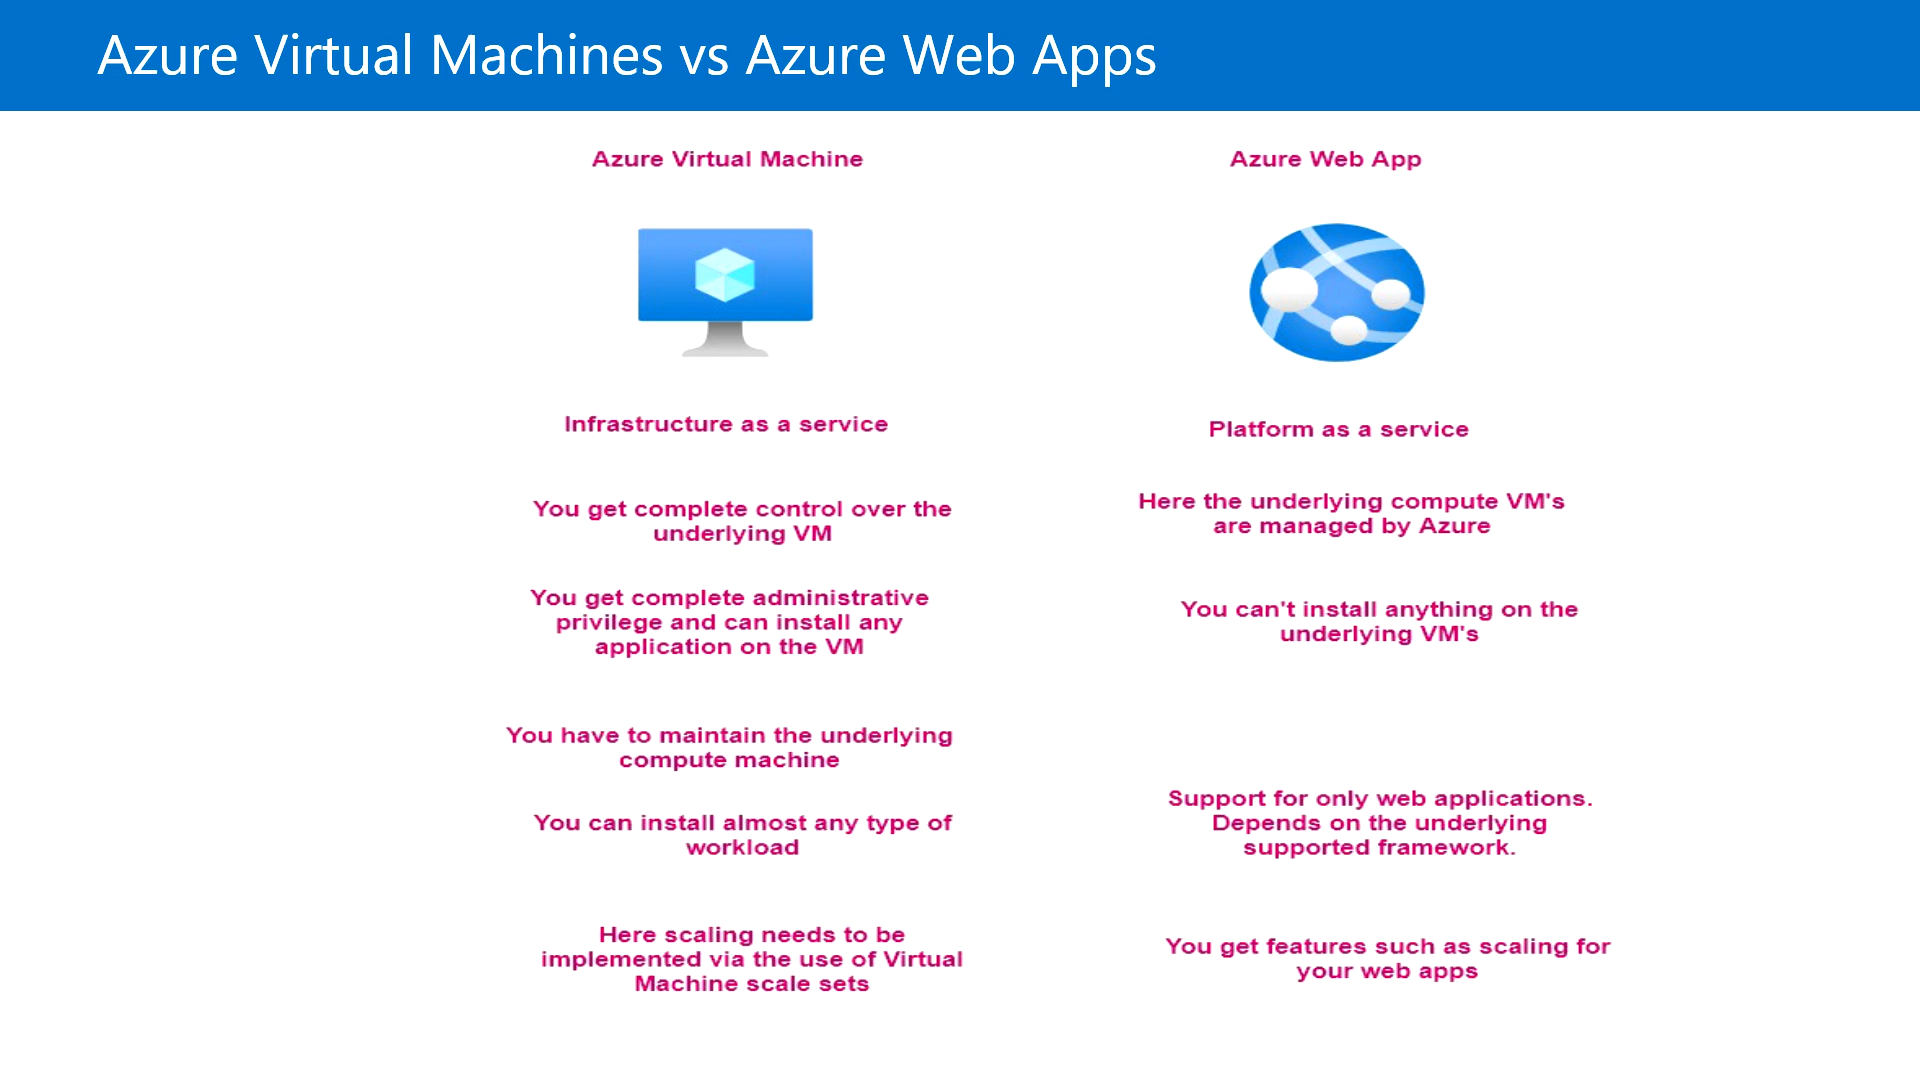 Azure Virtual Machines vs Azure Web Apps
Azure Virtual Machine
Azure Web App
Infrastructure as a service
Platform as a service
You get complete control over the
underlying VM
Here the underlying compute VM's
are managed by Azure
You get complete administrative
privilege and can install any
application on the VM
You can't install anything on the
underlying VM's
You have to maintain the underlying
compute machine
You can install almost any type of
workload
Support for only web applications.
Depends on the underlying
supported framework.
Here scaling needs to be
implemented via the use of Virtual
Machine scale sets
You get features such as scaling for
your web apps